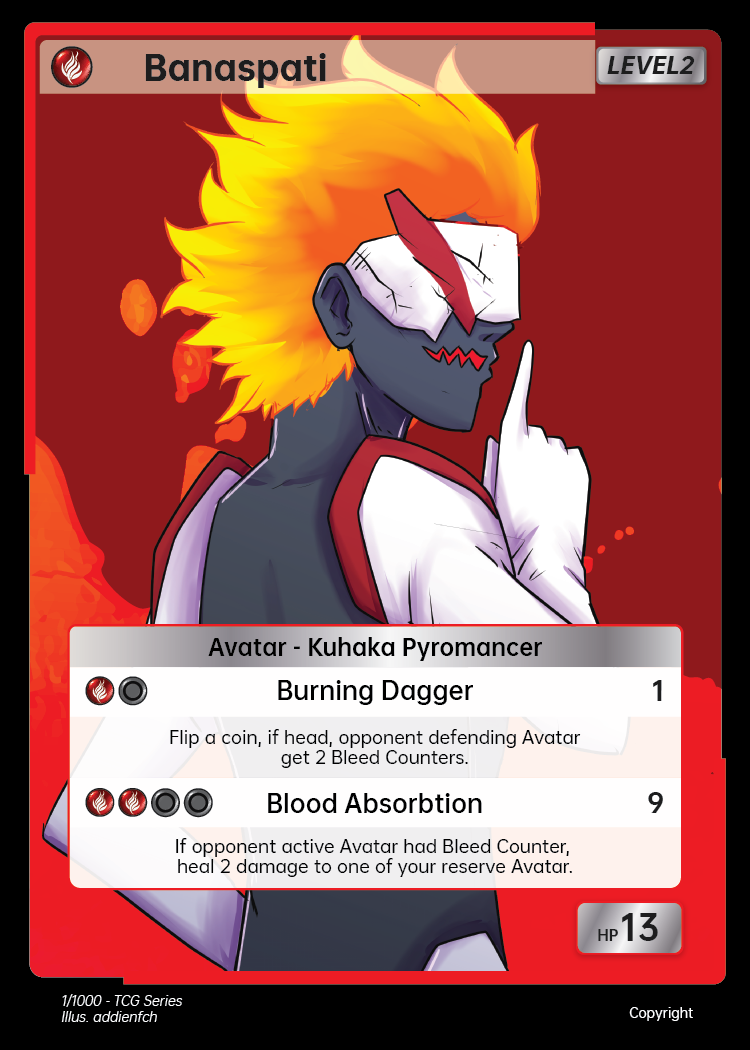 Banaspati
LEVEL2
Avatar - Kuhaka Pyromancer
Burning Dagger 1
Flip a coin, if head, opponent defending Avatar
get 2 Bleed Counters.
Blood Absorbtion 9
If opponent active Avatar had Bleed Counter,
heal 2 damage to one of your reserve Avatar.
HP 13
1/1000 - TCG Series
Illus. addienfch
Copyright